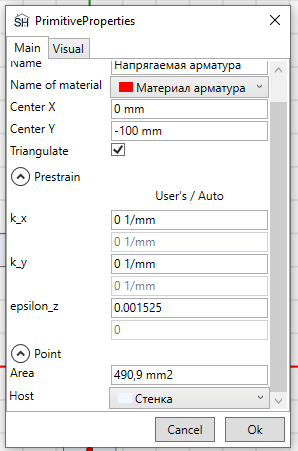 SH PrimitiveProperties
Main Visual
Name Напрягаемая арматура
Name of material Материал арматура
Center X 0 mm
Center Y -100 mm
Triangulate
Prestrain
User's / Auto
k_x 0 1/mm
0 1/mm
k_y 0 1/mm
0 1/mm
epsilon_z 0.001525
0
Point
Area 490,9 mm2
Host Стенка
Cancel Ok